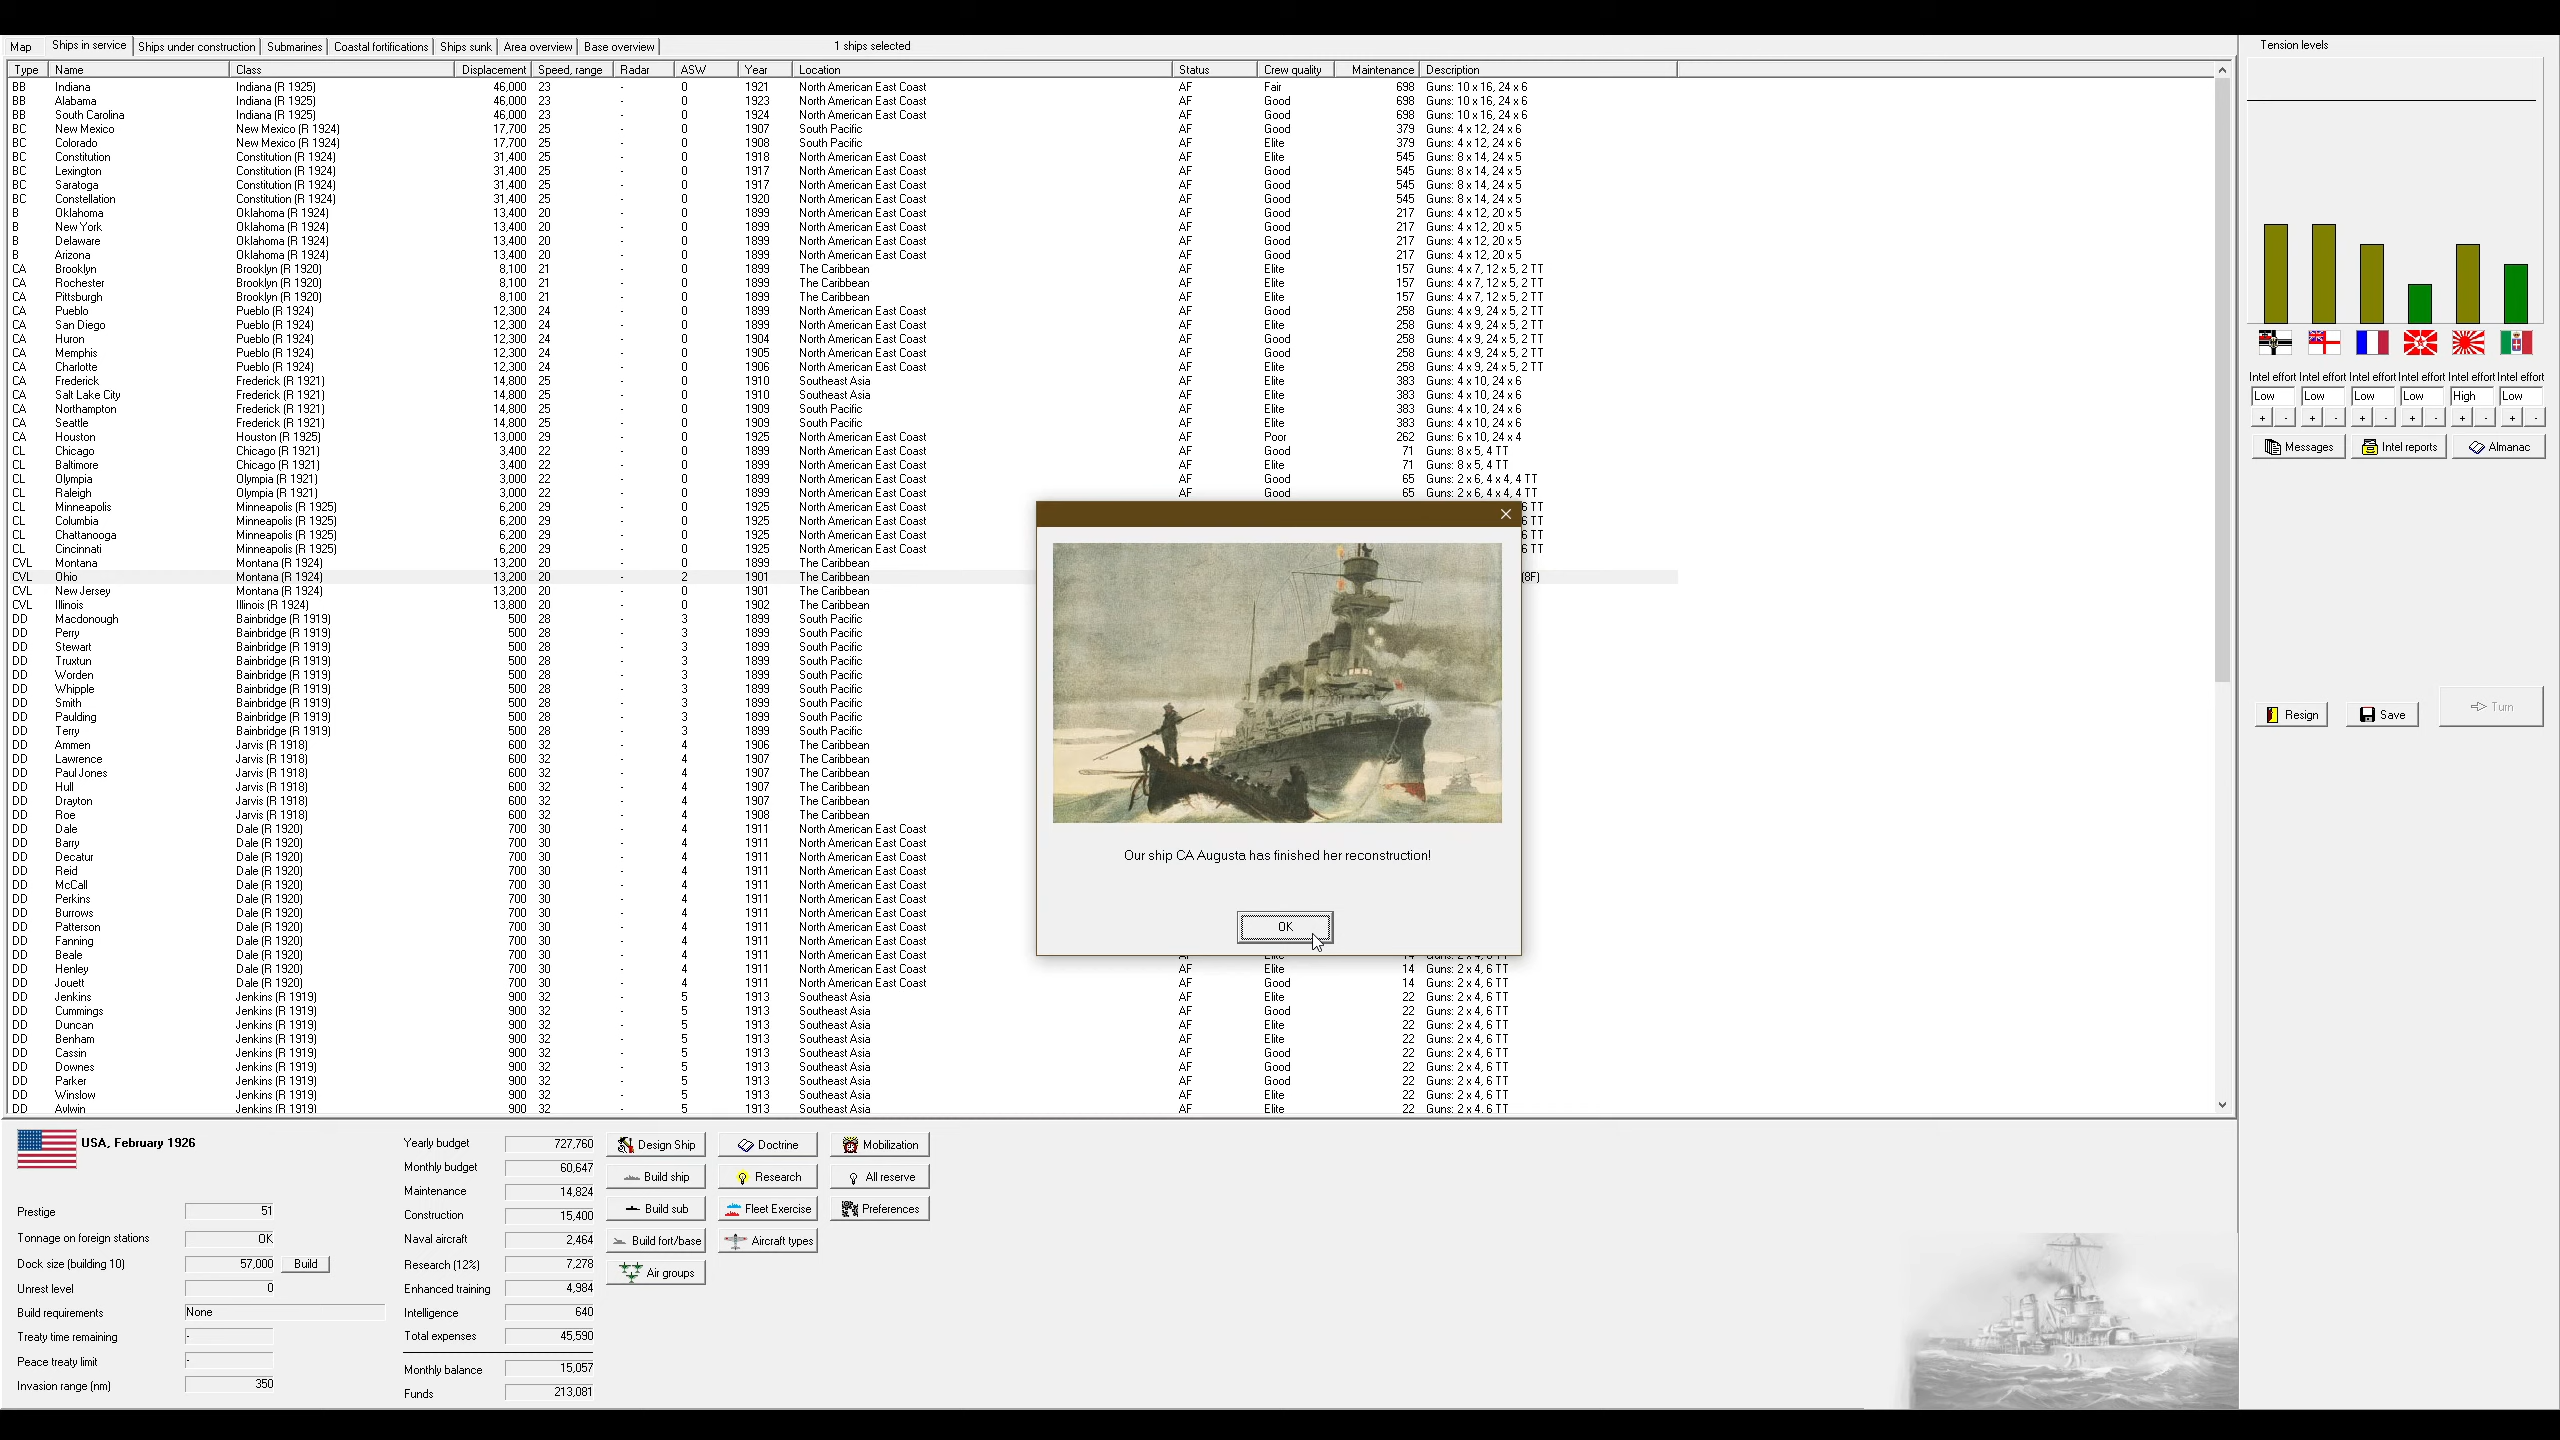 Map Ships in service Ships under construction Submarines Coastal fortifications Ships sunk Area overview Base overview 1 ships selected Tension levels
Type Name Class Displacement Speed, range Radar ASW Year Location Status Crew quality Maintenance Description
BB Indiana Indiana (R 1925) 46,000 23 - 0 1921 North American East Coast AF Fair 698 Guns: 10 x 16, 24 x 6
BB Alabama Indiana (R 1925) 46,000 23 - 0 1923 North American East Coast AF Good 698 Guns: 10 x 16, 24 x 6
BB South Carolina Indiana (R 1925) 46,000 23 - 0 1924 North American East Coast AF Good 698 Guns: 10 x 16, 24 x 6
BC New Mexico New Mexico (R 1924) 17,700 25 - 0 1907 South Pacific AF Good 379 Guns: 4 x 12, 24 x 6
BC Colorado New Mexico (R 1924) 17,700 25 - 0 1908 South Pacific AF Elite 379 Guns: 4 x 12, 24 x 6
BC Constitution Constitution (R 1924) 31,400 25 - 0 1918 North American East Coast AF Elite 545 Guns: 8 x 14, 24 x 5
BC Lexington Constitution (R 1924) 31,400 25 - 0 1917 North American East Coast AF Good 545 Guns: 8 x 14, 24 x 5
BC Saratoga Constitution (R 1924) 31,400 25 - 0 1917 North American East Coast AF Good 545 Guns: 8 x 14, 24 x 5
BC Constellation Constitution (R 1924) 31,400 25 - 0 1920 North American East Coast AF Good 545 Guns: 8 x 14, 24 x 5
B Oklahoma Oklahoma (R 1924) 13,400 20 - 0 1899 North American East Coast AF Good 217 Guns: 4 x 12, 20 x 5
B New York Oklahoma (R 1924) 13,400 20 - 0 1899 North American East Coast AF Good 217 Guns: 4 x 12, 20 x 5
B Delaware Oklahoma (R 1924) 13,400 20 - 0 1899 North American East Coast AF Good 217 Guns: 4 x 12, 20 x 5
B Arizona Oklahoma (R 1924) 13,400 20 - 0 1899 North American East Coast AF Good 217 Guns: 4 x 12, 20 x 5
CA Brooklyn Brooklyn (R 1920) 8,100 21 - 0 1899 The Caribbean AF Elite 157 Guns: 4 x 7, 12 x 5, 2 TT
CA Rochester Brooklyn (R 1920) 8,100 21 - 0 1899 The Caribbean AF Elite 157 Guns: 4 x 7, 12 x 5, 2 TT
CA Pittsburgh Brooklyn (R 1920) 8,100 21 - 0 1899 The Caribbean AF Elite 157 Guns: 4 x 7, 12 x 5, 2 TT
CA Pueblo Pueblo (R 1924) 12,300 24 - 0 1899 North American East Coast AF Good 258 Guns: 4 x 9, 24 x 5, 2 TT
CA San Diego Pueblo (R 1924) 12,300 24 - 0 1899 North American East Coast AF Elite 258 Guns: 4 x 9, 24 x 5, 2 TT
CA Huron Pueblo (R 1924) 12,300 24 - 0 1904 North American East Coast AF Good 258 Guns: 4 x 9, 24 x 5, 2 TT
CA Memphis Pueblo (R 1924) 12,300 24 - 0 1905 North American East Coast AF Good 258 Guns: 4 x 9, 24 x 5, 2 TT
CA Charlotte Pueblo (R 1924) 12,300 24 - 0 1906 North American East Coast AF Elite 258 Guns: 4 x 9, 24 x 5, 2 TT
CA Frederick Frederick (R 1921) 14,800 25 - 0 1910 Southeast Asia AF Elite 383 Guns: 4 x 10, 24 x 6
CA Salt Lake City Frederick (R 1921) 14,800 25 - 0 1910 Southeast Asia AF Elite 383 Guns: 4 x 10, 24 x 6
CA Northampton Frederick (R 1921) 14,800 25 - 0 1909 South Pacific AF Elite 383 Guns: 4 x 10, 24 x 6
CA Seattle Frederick (R 1921) 14,800 25 - 0 1909 South Pacific AF Elite 383 Guns: 4 x 10, 24 x 6
CA Houston Houston (R 1925) 13,000 29 - 0 1925 North American East Coast AF Poor 262 Guns: 6 x 10, 24 x 4
CL Chicago Chicago (R 1921) 3,400 22 - 0 1899 North American East Coast AF Good 71 Guns: 8 x 5, 4 TT
CL Baltimore Chicago (R 1921) 3,400 22 - 0 1899 North American East Coast AF Elite 71 Guns: 8 x 5, 4 TT
CL Olympia Olympia (R 1921) 3,000 22 - 0 1899 North American East Coast AF Good 65 Guns: 2 x 6, 4 x 4, 4 TT
CL Raleigh Olympia (R 1921) 3,000 22 - 0 1899 North American East Coast AF Good 65 Guns: 2 x 6, 4 x 4, 4 TT
CL Minneapolis Minneapolis (R 1925) 6,200 29 - 0 1925 North American East Coast 6 TT
CL Columbia Minneapolis (R 1925) 6,200 29 - 0 1925 North American East Coast 6 TT
CL Chattanooga Minneapolis (R 1925) 6,200 29 - 0 1925 North American East Coast 6 TT
CL Cincinnati Minneapolis (R 1925) 6,200 29 - 0 1925 North American East Coast 6 TT
CVL Montana Montana (R 1924) 13,200 20 - 0 1899 The Caribbean
CVL Ohio Montana (R 1924) 13,200 20 - 2 1901 The Caribbean (8F)
CVL New Jersey Montana (R 1924) 13,200 20 - 0 1901 The Caribbean
CVL Illinois Illinois (R 1924) 13,800 20 - 0 1902 The Caribbean
DD Macdonough Bainbridge (R 1919) 500 28 - 3 1899 South Pacific
DD Perry Bainbridge (R 1919) 500 28 - 3 1899 South Pacific
DD Stewart Bainbridge (R 1919) 500 28 - 3 1899 South Pacific
DD Truxtun Bainbridge (R 1919) 500 28 - 3 1899 South Pacific
DD Worden Bainbridge (R 1919) 500 28 - 3 1899 South Pacific
DD Whipple Bainbridge (R 1919) 500 28 - 3 1899 South Pacific
DD Smith Bainbridge (R 1919) 500 28 - 3 1899 South Pacific
DD Paulding Bainbridge (R 1919) 500 28 - 3 1899 South Pacific
DD Terry Bainbridge (R 1919) 500 28 - 3 1899 South Pacific
DD Ammen Jarvis (R 1918) 600 32 - 4 1906 The Caribbean
DD Lawrence Jarvis (R 1918) 600 32 - 4 1907 The Caribbean
DD Paul Jones Jarvis (R 1918) 600 32 - 4 1907 The Caribbean
DD Hull Jarvis (R 1918) 600 32 - 4 1907 The Caribbean
DD Drayton Jarvis (R 1918) 600 32 - 4 1907 The Caribbean
DD Roe Jarvis (R 1918) 600 32 - 4 1908 The Caribbean
DD Dale Dale (R 1920) 700 30 - 4 1911 North American East Coast
DD Barry Dale (R 1920) 700 30 - 4 1911 North American East Coast
DD Decatur Dale (R 1920) 700 30 - 4 1911 North American East Coast
DD Reid Dale (R 1920) 700 30 - 4 1911 North American East Coast
DD McCall Dale (R 1920) 700 30 - 4 1911 North American East Coast
DD Perkins Dale (R 1920) 700 30 - 4 1911 North American East Coast
DD Burrows Dale (R 1920) 700 30 - 4 1911 North American East Coast
DD Patterson Dale (R 1920) 700 30 - 4 1911 North American East Coast
DD Fanning Dale (R 1920) 700 30 - 4 1911 North American East Coast
DD Beale Dale (R 1920) 700 30 - 4 1911 North American East Coast
DD Henley Dale (R 1920) 700 30 - 4 1911 North American East Coast AF Elite 14 Guns: 2 x 4, 6 TT
DD Jouett Dale (R 1920) 700 30 - 4 1911 North American East Coast AF Good 14 Guns: 2 x 4, 6 TT
DD Jenkins Jenkins (R 1919) 900 32 - 5 1913 Southeast Asia AF Elite 22 Guns: 2 x 4, 6 TT
DD Cummings Jenkins (R 1919) 900 32 - 5 1913 Southeast Asia AF Good 22 Guns: 2 x 4, 6 TT
DD Duncan Jenkins (R 1919) 900 32 - 5 1913 Southeast Asia AF Elite 22 Guns: 2 x 4, 6 TT
DD Benham Jenkins (R 1919) 900 32 - 5 1913 Southeast Asia AF Elite 22 Guns: 2 x 4, 6 TT
DD Cassin Jenkins (R 1919) 900 32 - 5 1913 Southeast Asia AF Good 22 Guns: 2 x 4, 6 TT
DD Downes Jenkins (R 1919) 900 32 - 5 1913 Southeast Asia AF Good 22 Guns: 2 x 4, 6 TT
DD Parker Jenkins (R 1919) 900 32 - 5 1913 Southeast Asia AF Good 22 Guns: 2 x 4, 6 TT
DD Winslow Jenkins (R 1919) 900 32 - 5 1913 Southeast Asia AF Elite 22 Guns: 2 x 4, 6 TT
DD Aylwin Jenkins (R 1919) 900 32 - 5 1913 Southeast Asia AF Elite 22 Guns: 2 x 4, 6 TT
Our ship CA Augusta has finished her reconstruction!
OK
Intel effort Intel effort Intel effort Intel effort Intel effort Intel effort
Low Low Low Low High Low
+ - + - + - + - + - + -
Messages Intel reports Almanac
Resign Save Turn
USA, February 1926
Prestige 51
Tonnage on foreign stations OK
Dock size (building 10) 57,000 Build
Unrest level 0
Build requirements None
Treaty time remaining -
Peace treaty limit -
Invasion range (nm) 350
Yearly budget 727,760
Monthly budget 60,647
Maintenance 14,824
Construction 15,400
Naval aircraft 2,464
Research (12%) 7,278
Enhanced training 4,984
Intelligence 640
Total expenses 45,590
Monthly balance 15,057
Funds 213,081
Design Ship Doctrine Mobilization
Build ship Research All reserve
Build sub Fleet Exercise Preferences
Build fort/base Aircraft types
Air groups